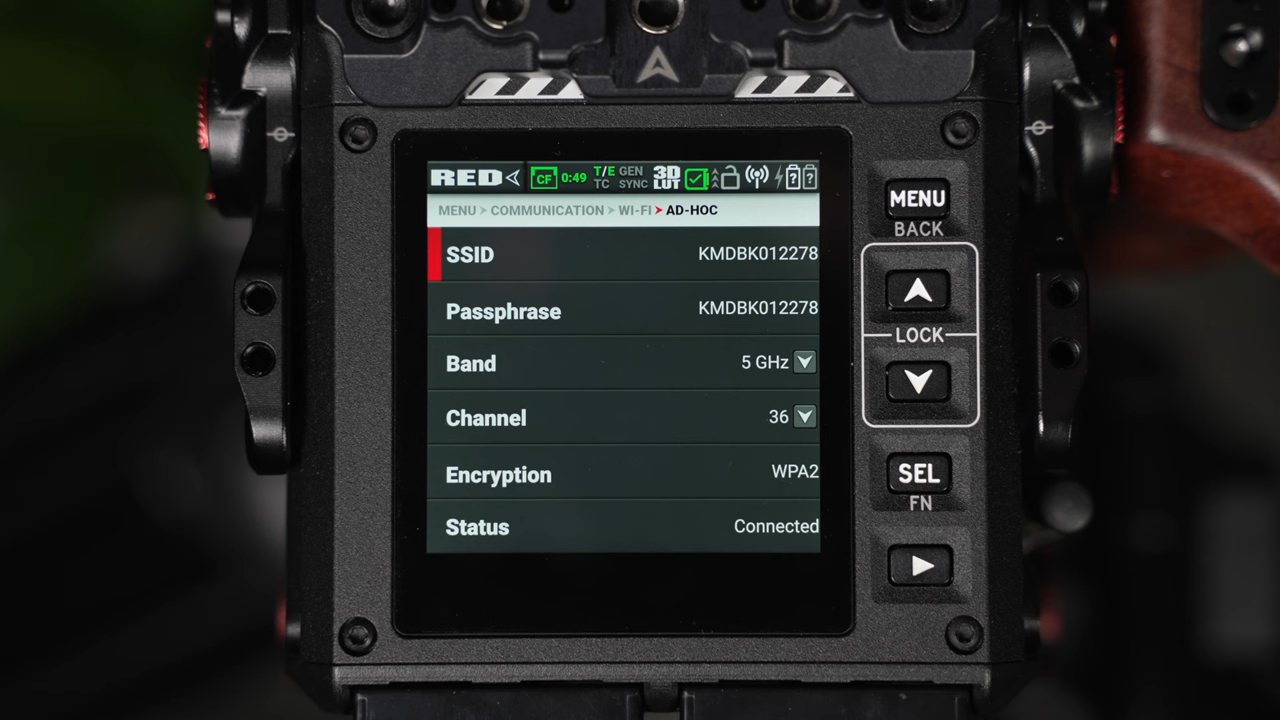 RED CF 0:49 T/E TC GEN SYNC 3D LUT ? ?
MENU > COMMUNICATION > WI-FI > AD-HOC
SSID KMDBK012278
Passphrase KMDBK012278
Band 5 GHz
Channel 36
Encryption WPA2
Status Connected
MENU
BACK
LOCK
SEL
FN